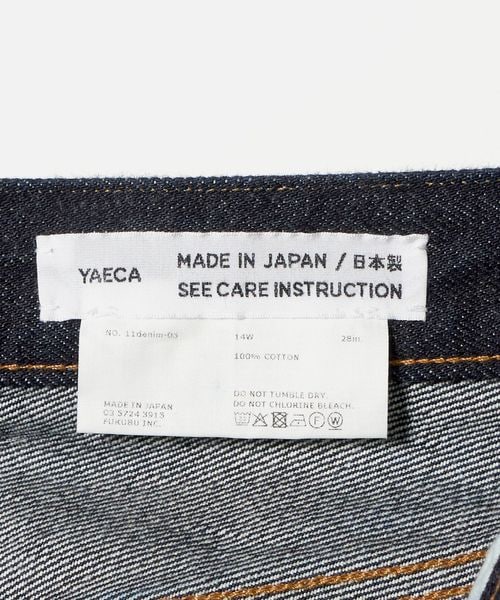 YAECA MADE IN JAPAN / 日本製
SEE CARE INSTRUCTION
NO. 11denim-05 14W 28in.
100% COTTON
DO NOT TUMBLE DRY.
DO NOT CHLORINE BLEACH.
MADE IN JAPAN
03 5724 3915
FUKUBU INC.
F W